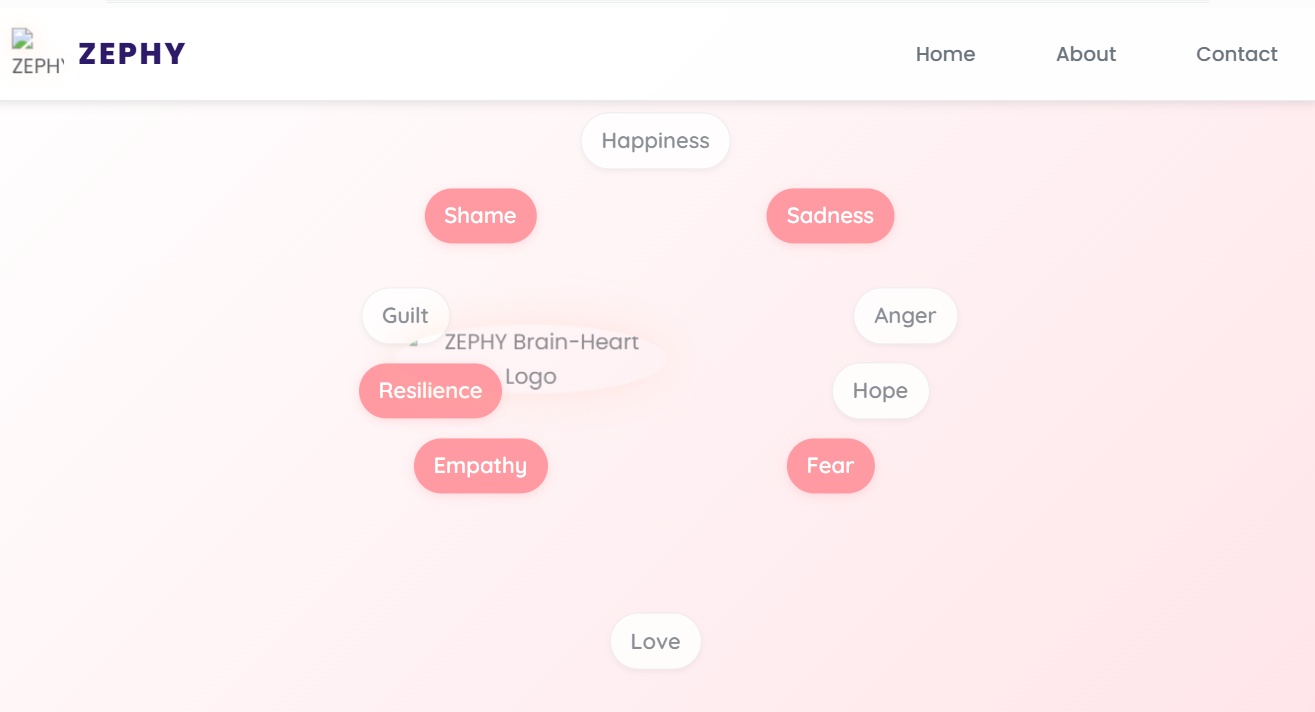 ZEPHY
ZEPHY
Home
About
Contact
Happiness
Shame
Sadness
Guilt
Anger
ZEPHY Brain-Heart
Logo
Resilience
Hope
Empathy
Fear
Love